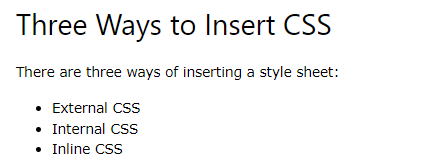 Three Ways to Insert CSS
There are three ways of inserting a style sheet:
• External CSS
• Internal CSS
• Inline CSS